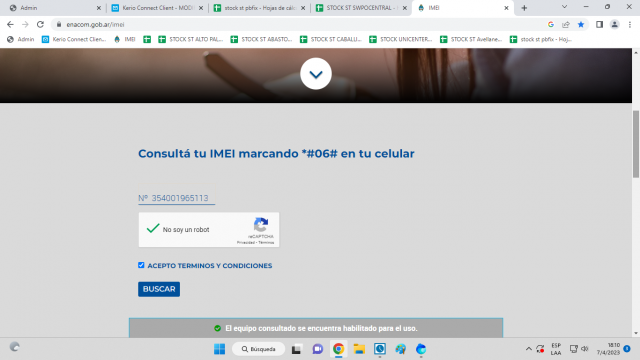 Admin
Kerio Connect Client - MODI
stock st pbfix - Hojas de cál
STOCK ST SWPOCENTRAL -
IMEI
enacom.gob.ar/imei
Admin
Kerio Connect Client...
IMEI
STOCK ST ALTO PAL...
STOCK ST ABASTO...
STOCK ST CABALLI...
STOCK UNICENTER...
STOCK ST Avellane...
stock st pbfix - Hoj...
Consultá tu IMEI marcando *#06# en tu celular
Nº 354001965113
No soy un robot
reCAPTCHA
Privacidad - Términos
ACEPTO TERMINOS Y CONDICIONES
BUSCAR
El equipo consultado se encuentra habilitado para el uso.
Búsqueda
ESP
LAA
18:10
7/4/2023